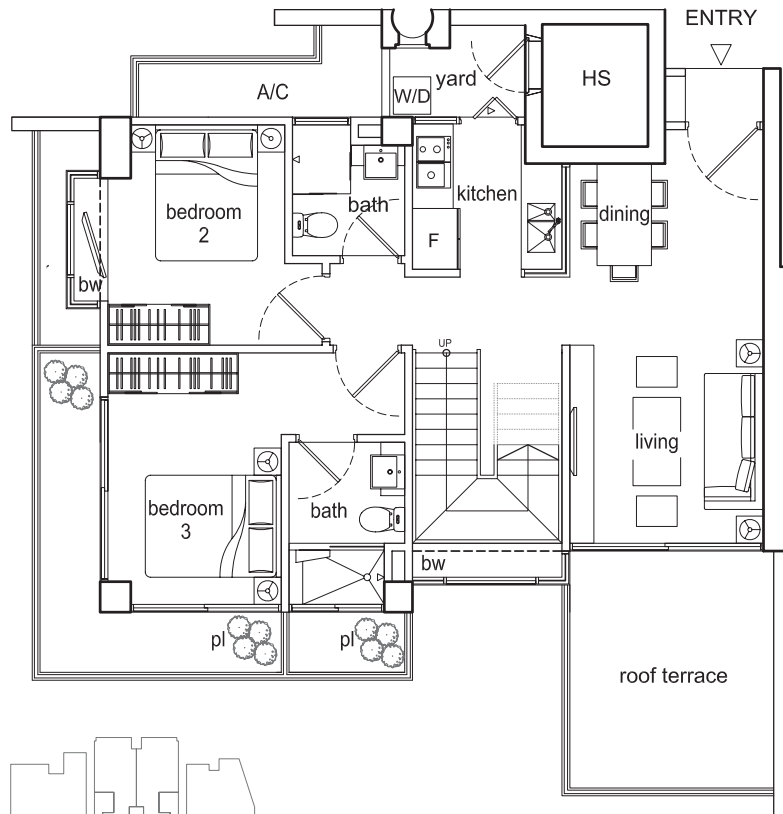 ENTRY
yard
HS
A/C
W/D
bedroom
2
bath
kitchen
dining
F
bw
UP
living
bedroom
3
bath
bw
pl
pl
roof terrace